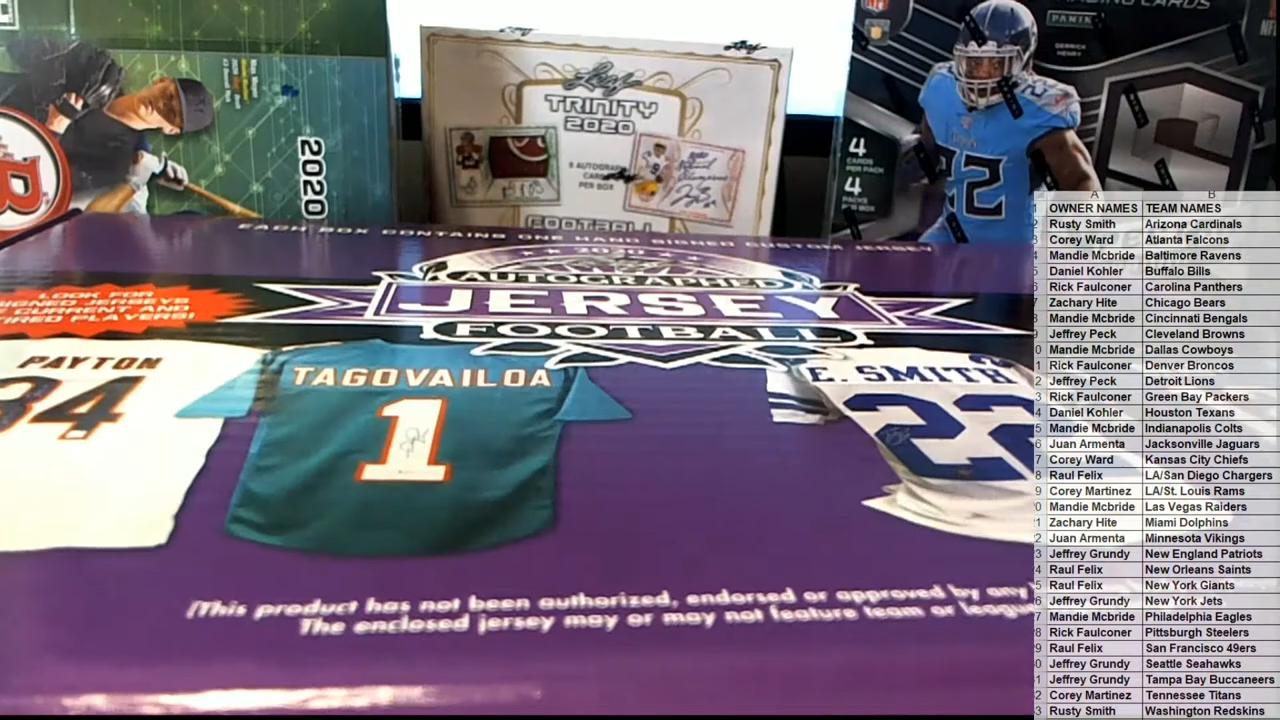 2020
Leaf
TRINITY
2020
PER BOX
FOOTBALL
TRADING CARDS
PANINI
DERRICK
HENRY
4
CARDS
PER PACK
4
PACKS
22
EACH BOX CONTAINS ONE HAND SIGNED CUSTOM
2020
AUTOGRAPHED
JERSEY
FOOTBALL
LOOK FOR
PAYTON
34
TAGOVAILOA
1
E. SMITH
22
(This product has not been authorized, endorsed or approved by any
The enclosed jersey may or may not feature team or league
A B
OWNER NAMES TEAM NAMES
Rusty Smith Arizona Cardinals
Corey Ward Atlanta Falcons
Mandie Mcbride Baltimore Ravens
Daniel Kohler Buffalo Bills
Rick Faulconer Carolina Panthers
Zachary Hite Chicago Bears
Mandie Mcbride Cincinnati Bengals
Jeffrey Peck Cleveland Browns
Mandie Mcbride Dallas Cowboys
Rick Faulconer Denver Broncos
Jeffrey Peck Detroit Lions
Rick Faulconer Green Bay Packers
Daniel Kohler Houston Texans
Mandie Mcbride Indianapolis Colts
Juan Armenta Jacksonville Jaguars
Corey Ward Kansas City Chiefs
Raul Felix LA/San Diego Chargers
Corey Martinez LA/St. Louis Rams
Mandie Mcbride Las Vegas Raiders
Zachary Hite Miami Dolphins
Juan Armenta Minnesota Vikings
Jeffrey Grundy New England Patriots
Raul Felix New Orleans Saints
Raul Felix New York Giants
Jeffrey Grundy New York Jets
Mandie Mcbride Philadelphia Eagles
Rick Faulconer Pittsburgh Steelers
Raul Felix San Francisco 49ers
Jeffrey Grundy Seattle Seahawks
Jeffrey Grundy Tampa Bay Buccaneers
Corey Martinez Tennessee Titans
Rusty Smith Washington Redskins